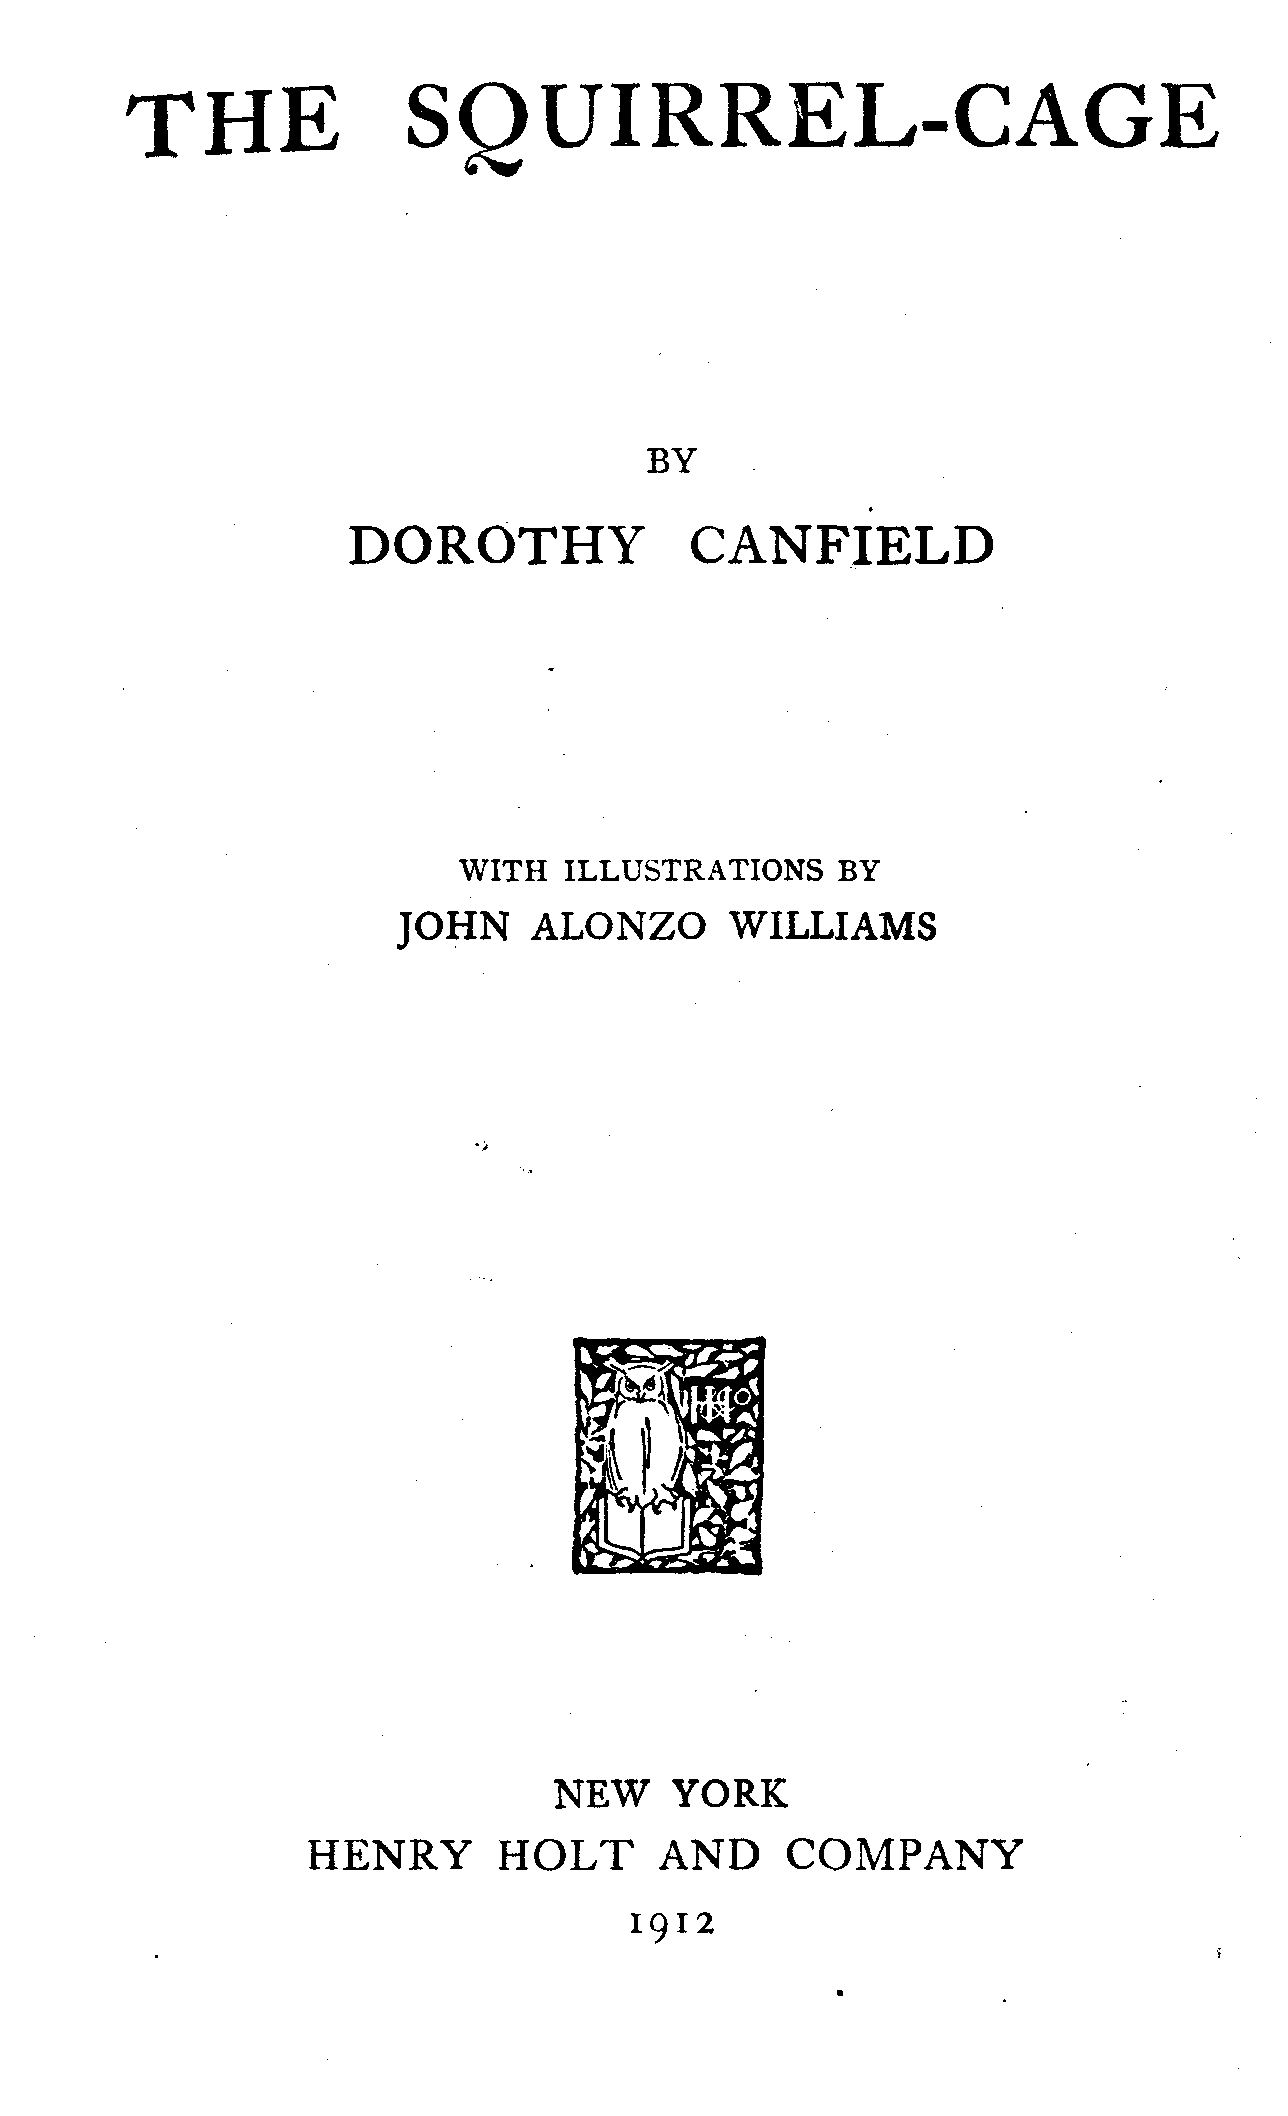 THE SQUIRREL-CAGE
BY
DOROTHY CANFIELD
WITH ILLUSTRATIONS BY
JOHN ALONZO WILLIAMS
NEW YORK
HENRY HOLT AND COMPANY
1912